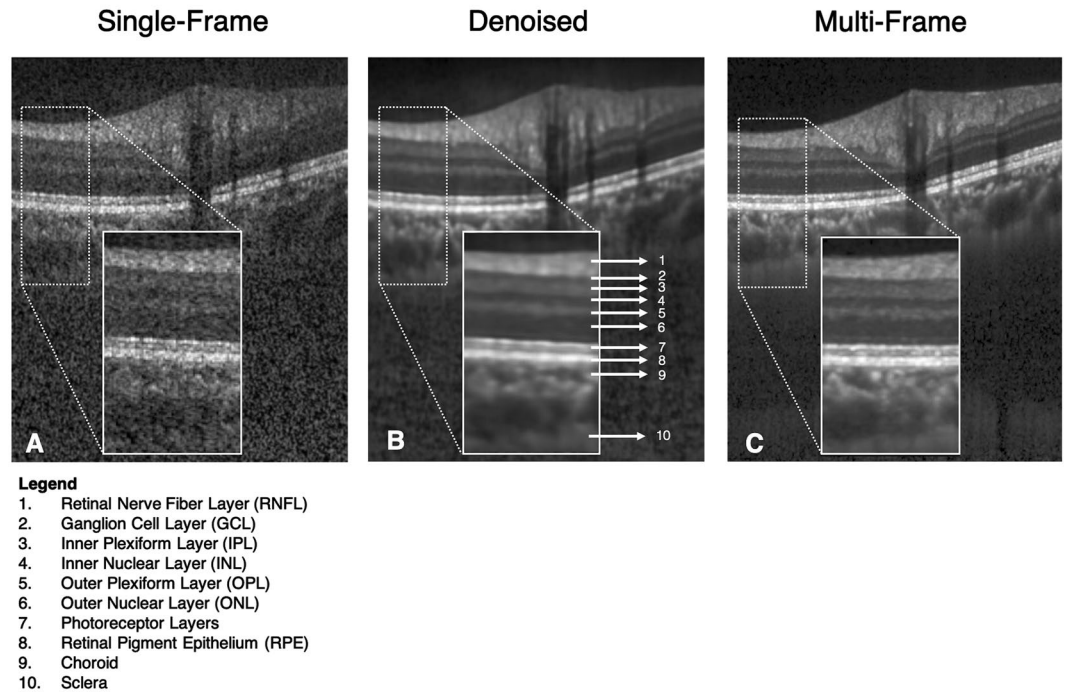 Single-Frame
Denoised
Multi-Frame
1
2
3
4
5
6
7
8
9
10
A
B
C
Legend
1. Retinal Nerve Fiber Layer (RNFL)
2. Ganglion Cell Layer (GCL)
3. Inner Plexiform Layer (IPL)
4. Inner Nuclear Layer (INL)
5. Outer Plexiform Layer (OPL)
6. Outer Nuclear Layer (ONL)
7. Photoreceptor Layers
8. Retinal Pigment Epithelium (RPE)
9. Choroid
10. Sclera